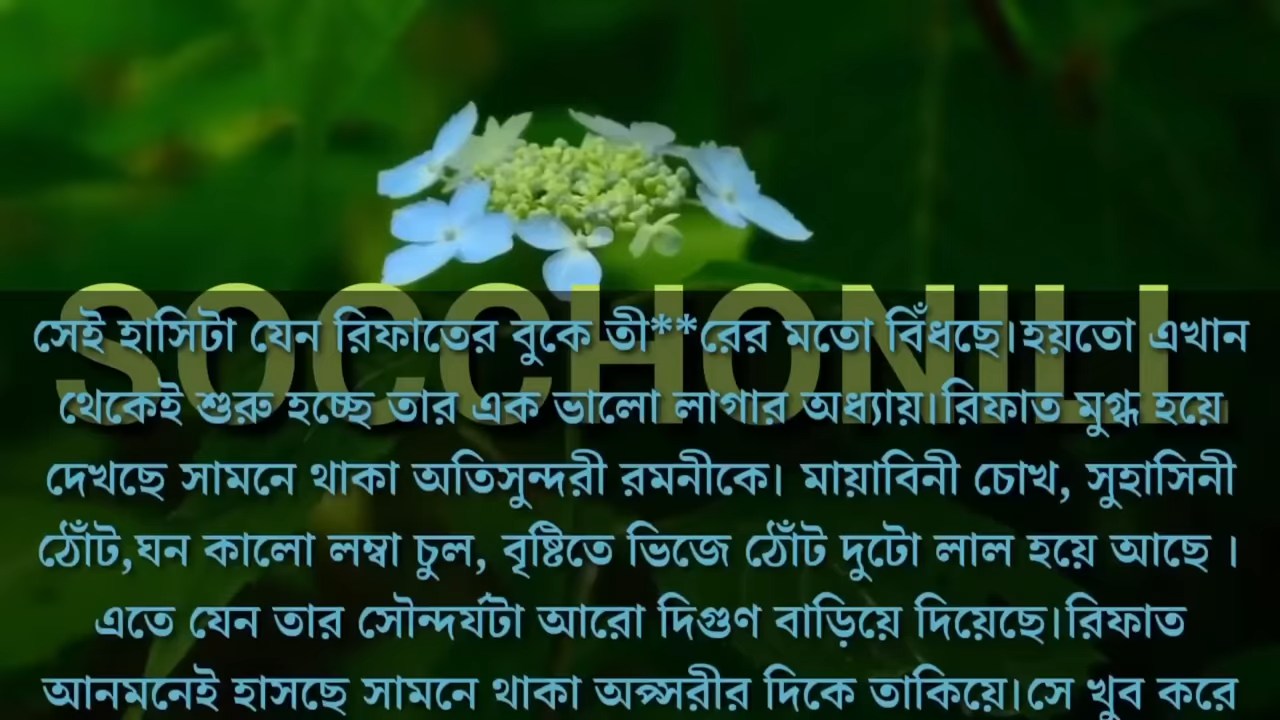 SOCCHONILL
সেই হাসিটা যেন রিফাতের বুকে তী**রের মতো বিঁধছে।হয়তো এখান
থেকেই শুরু হচ্ছে তার এক ভালো লাগার অধ্যায়।রিফাত মুগ্ধ হয়ে
দেখছে সামনে থাকা অতিসুন্দরী রমনীকে। মায়াবিনী চোখ, সুহাসিনী
ঠোঁট,ঘন কালো লম্বা চুল, বৃষ্টিতে ভিজে ঠোঁট দুটো লাল হয়ে আছে ।
এতে যেন তার সৌন্দর্যটা আরো দিগুণ বাড়িয়ে দিয়েছে।রিফাত
আনমনেই হাসছে সামনে থাকা অপ্সরীর দিকে তাকিয়ে।সে খুব করে